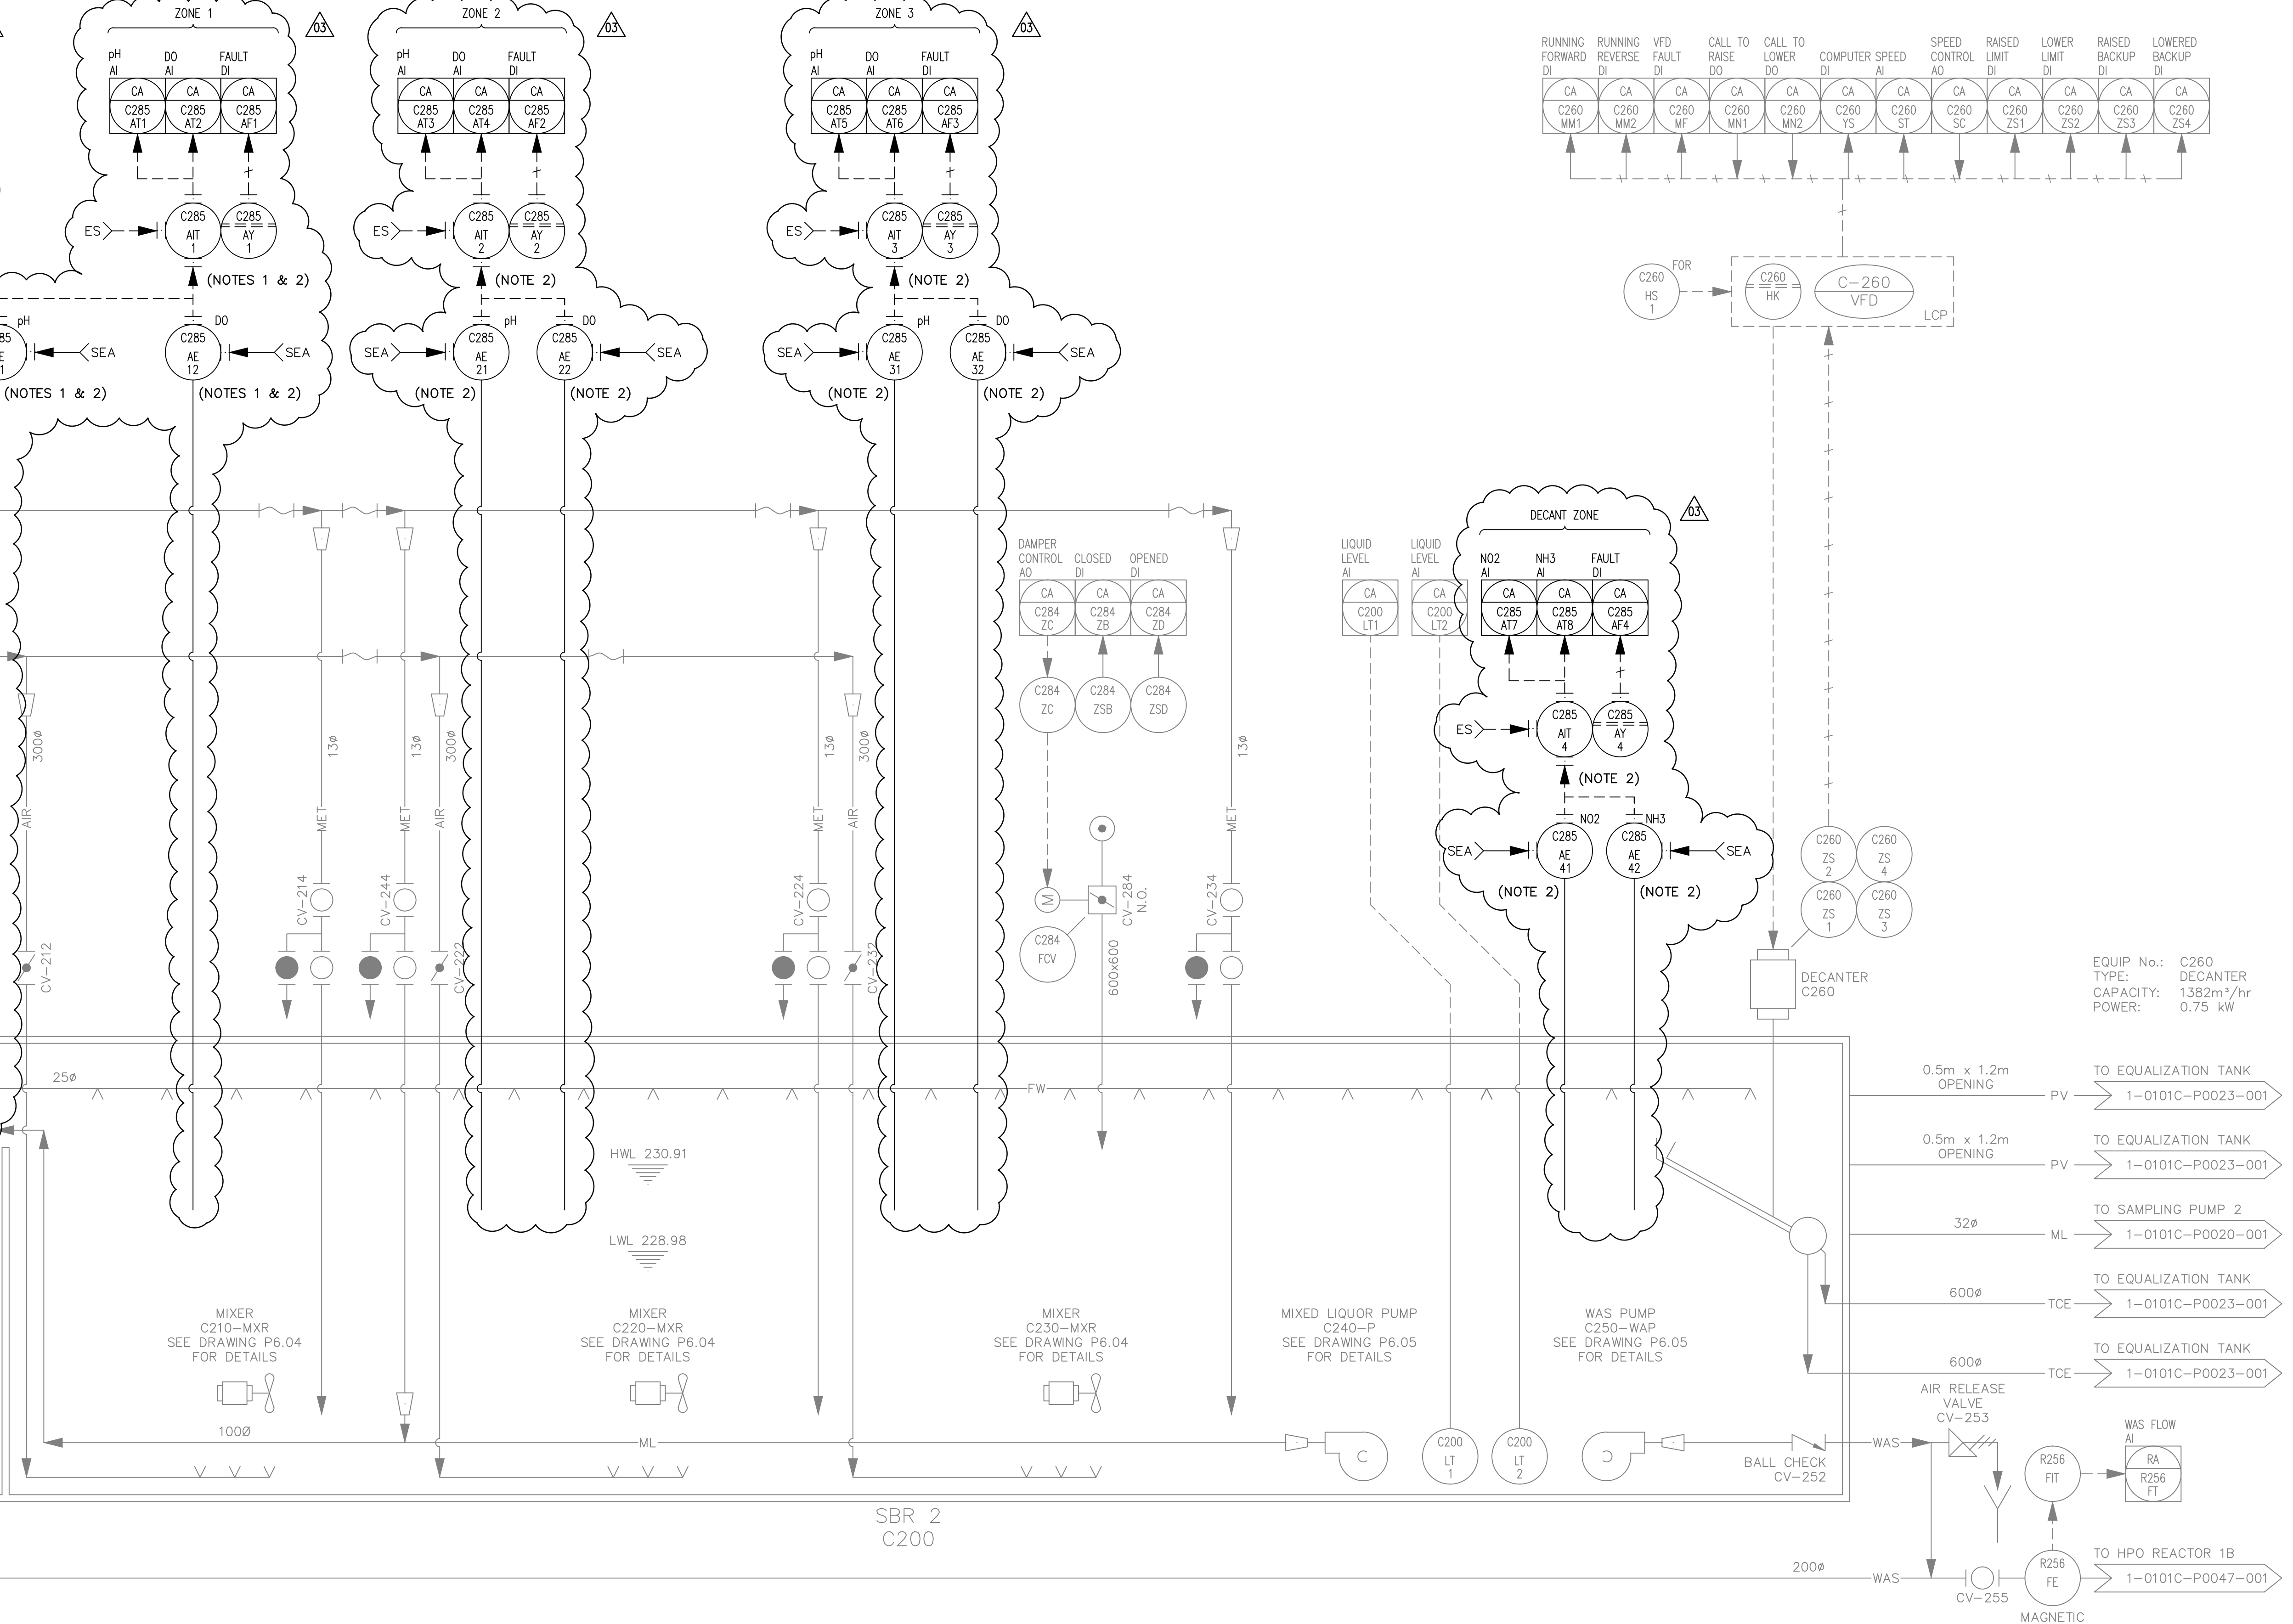 ZONE 1
03
pH
AI
DO
AI
FAULT
DI
CA
C285
AT1
CA
C285
AT2
CA
C285
AF1
ES
C285
AIT
1
C285
AY
1
(NOTES 1 & 2)
pH
DO
C285
AE
12
SEA
SEA
(NOTES 1 & 2)
(NOTES 1 & 2)
ZONE 2
03
pH
AI
DO
AI
FAULT
DI
CA
C285
AT3
CA
C285
AT4
CA
C285
AF2
ES
C285
AIT
2
C285
AY
2
(NOTE 2)
pH
DO
SEA
C285
AE
21
C285
AE
22
SEA
(NOTE 2)
(NOTE 2)
ZONE 3
03
pH
AI
DO
AI
FAULT
DI
CA
C285
AT5
CA
C285
AT6
CA
C285
AF3
ES
C285
AIT
3
C285
AY
3
(NOTE 2)
pH
DO
SEA
C285
AE
31
C285
AE
32
SEA
(NOTE 2)
(NOTE 2)
RUNNING
FORWARD
DI
RUNNING
REVERSE
DI
VFD
FAULT
DI
CALL TO
RAISE
DO
CALL TO
LOWER
DO
COMPUTER
DI
SPEED
AI
SPEED
CONTROL
AO
RAISED
LIMIT
DI
LOWER
LIMIT
DI
RAISED
BACKUP
DI
LOWERED
BACKUP
DI
CA
C260
MM1
CA
C260
MM2
CA
C260
MF
CA
C260
MN1
CA
C260
MN2
CA
C260
YS
CA
C260
ST
CA
C260
SC
CA
C260
ZS1
CA
C260
ZS2
CA
C260
ZS3
CA
C260
ZS4
FOR
C260
HS
1
C260
HK
C-260
VFD
LCP
DECANT ZONE
03
NO2
AI
NH3
AI
FAULT
DI
CA
C285
AT7
CA
C285
AT8
CA
C285
AF4
ES
C285
AIT
4
C285
AY
4
(NOTE 2)
NO2
NH3
SEA
C285
AE
41
C285
AE
42
SEA
(NOTE 2)
(NOTE 2)
DAMPER
CONTROL
AO
CLOSED
DI
OPENED
DI
CA
C284
ZC
CA
C284
ZB
CA
C284
ZD
C284
ZC
C284
ZSB
C284
ZSD
LIQUID
LEVEL
AI
LIQUID
LEVEL
AI
CA
C200
LT1
CA
C200
LT2
300ø
AIR
CV-212
13ø
MET
CV-214
13ø
MET
CV-244
300ø
AIR
CV-222
13ø
MET
CV-224
300ø
AIR
CV-232
M
CV-284
N.O.
C284
FCV
600x600
13ø
MET
CV-234
C260
ZS
2
C260
ZS
4
C260
ZS
1
C260
ZS
3
DECANTER
C260
EQUIP No.: C260
TYPE: DECANTER
CAPACITY: 1382m³/hr
POWER: 0.75 kW
25ø
FW
HWL 230.91
LWL 228.98
0.5m x 1.2m
OPENING
PV
TO EQUALIZATION TANK
1-0101C-P0023-001
0.5m x 1.2m
OPENING
PV
TO EQUALIZATION TANK
1-0101C-P0023-001
32ø
ML
TO SAMPLING PUMP 2
1-0101C-P0020-001
600ø
TCE
TO EQUALIZATION TANK
1-0101C-P0023-001
600ø
TCE
TO EQUALIZATION TANK
1-0101C-P0023-001
MIXER
C210-MXR
SEE DRAWING P6.04
FOR DETAILS
MIXER
C220-MXR
SEE DRAWING P6.04
FOR DETAILS
MIXER
C230-MXR
SEE DRAWING P6.04
FOR DETAILS
MIXED LIQUOR PUMP
C240-P
SEE DRAWING P6.05
FOR DETAILS
WAS PUMP
C250-WAP
SEE DRAWING P6.05
FOR DETAILS
100Ø
ML
C
C200
LT
1
C200
LT
2
BALL CHECK
CV-252
WAS
AIR RELEASE
VALVE
CV-253
WAS FLOW
AI
RA
R256
FT
R256
FIT
SBR 2
C200
200ø
WAS
CV-255
R256
FE
MAGNETIC
TO HPO REACTOR 1B
1-0101C-P0047-001